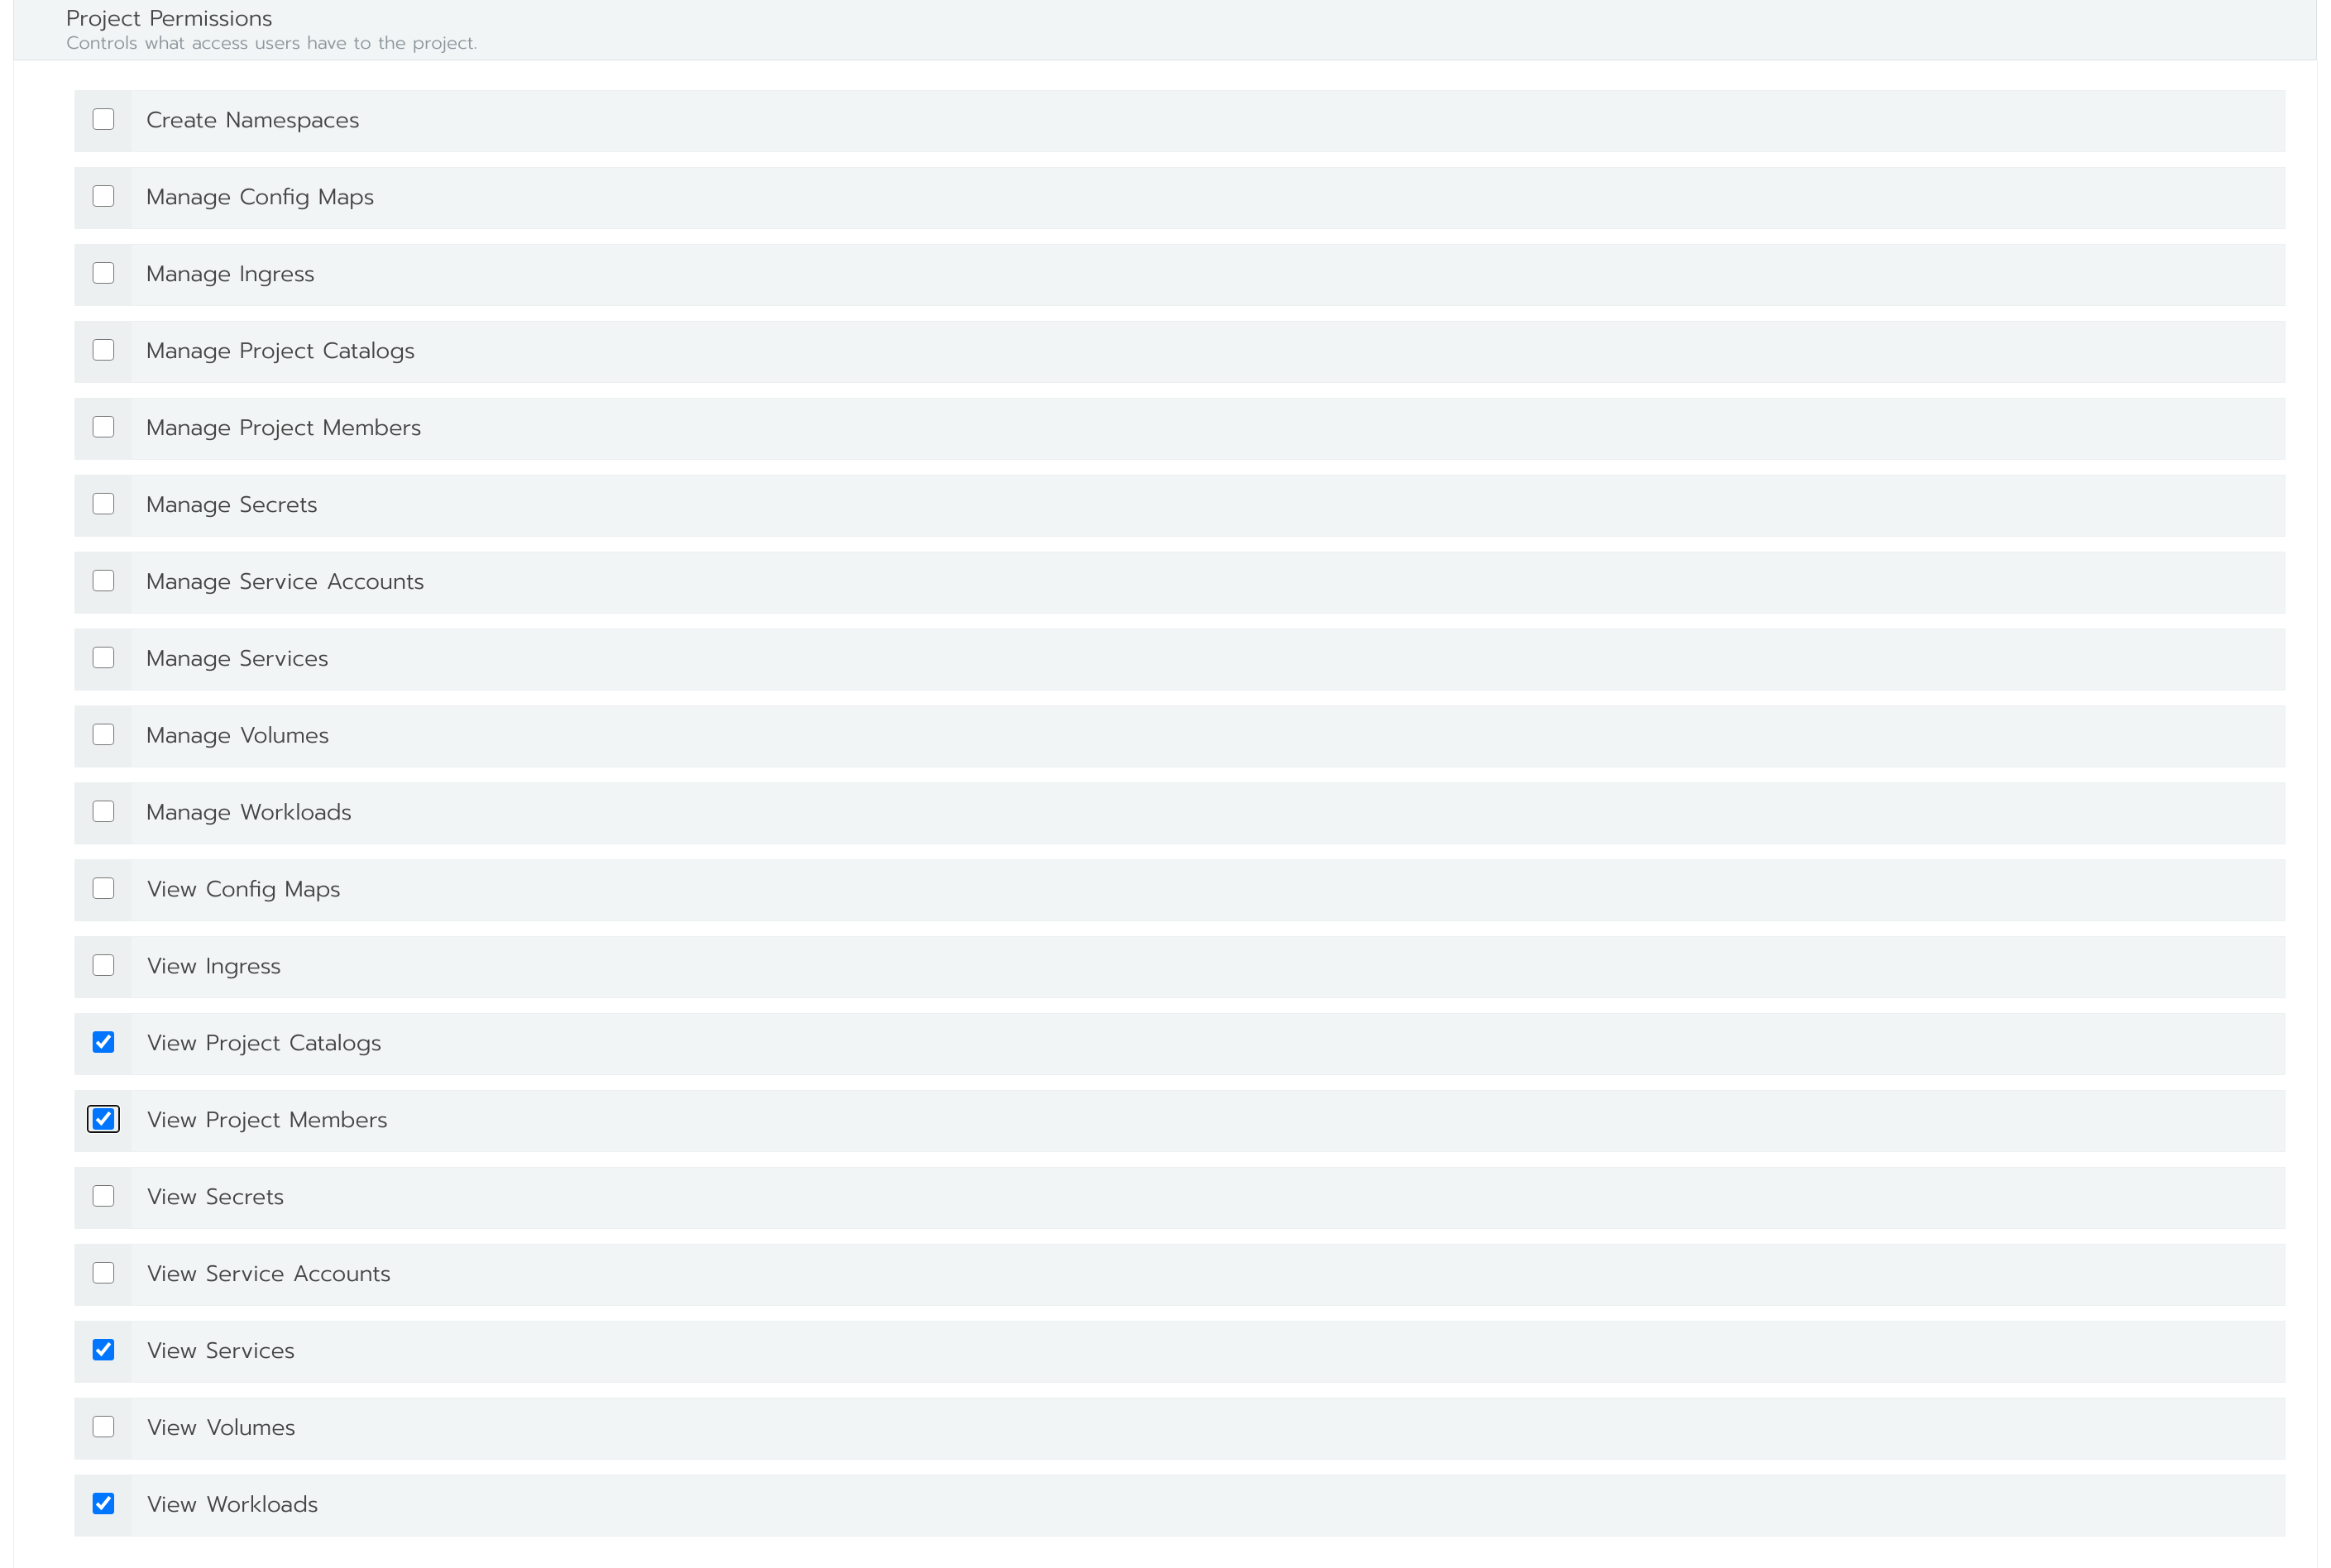 Project Permissions
Controls what access users have to the project.
Create Namespaces
Manage Config Maps
Manage Ingress
Manage Project Catalogs
Manage Project Members
Manage Secrets
Manage Service Accounts
Manage Services
Manage Volumes
Manage Workloads
View Config Maps
View Ingress
View Project Catalogs
View Project Members
View Secrets
View Service Accounts
View Services
View Volumes
View Workloads